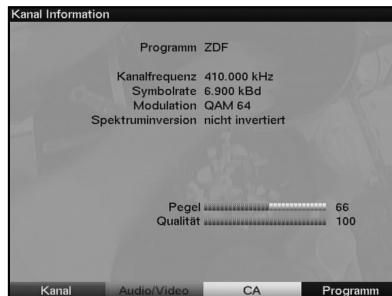 Kanal Information
Programm ZDF
Kanalfrequenz 410.000 kHz
Symbolrate 6.900 kBd
Modulation QAM 64
Spektruminversion nicht invertiert
Pegel 66
Qualität 100
Kanal Audio/Video CA Programm